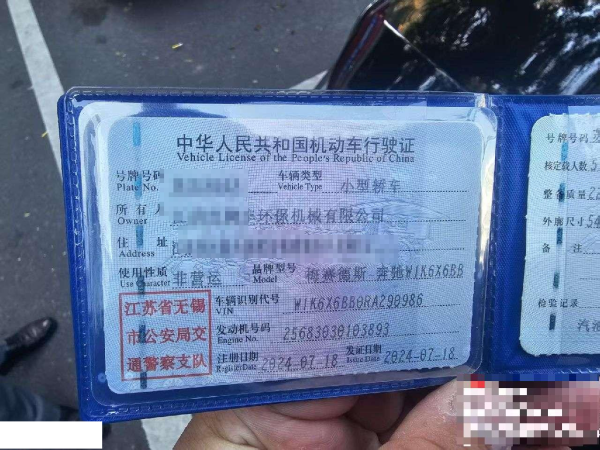 中华人民共和国机动车行驶证
Vehicle License of the People's Republic of China
号牌号码
Plate No.
车辆类型
Vehicle Type
小型轿车
所有人
Owner
环保机械有限公司
住址
Address
使用性质
Use Character
非营运
品牌型号
Model
梅赛德斯 奔驰W1K6X6BB
江苏省无锡
市公安局交
通警察支队
车辆识别代号
VIN
W1K6X6BB0RA290986
发动机号码
Engine No.
25683030103893
注册日期
Register Date
2024-07-18
发证日期
Issue Date
2024-07-18
号牌号码
核定载人数 5
整备质量 22
外廓尺寸 54
备 注
检验记录
汽